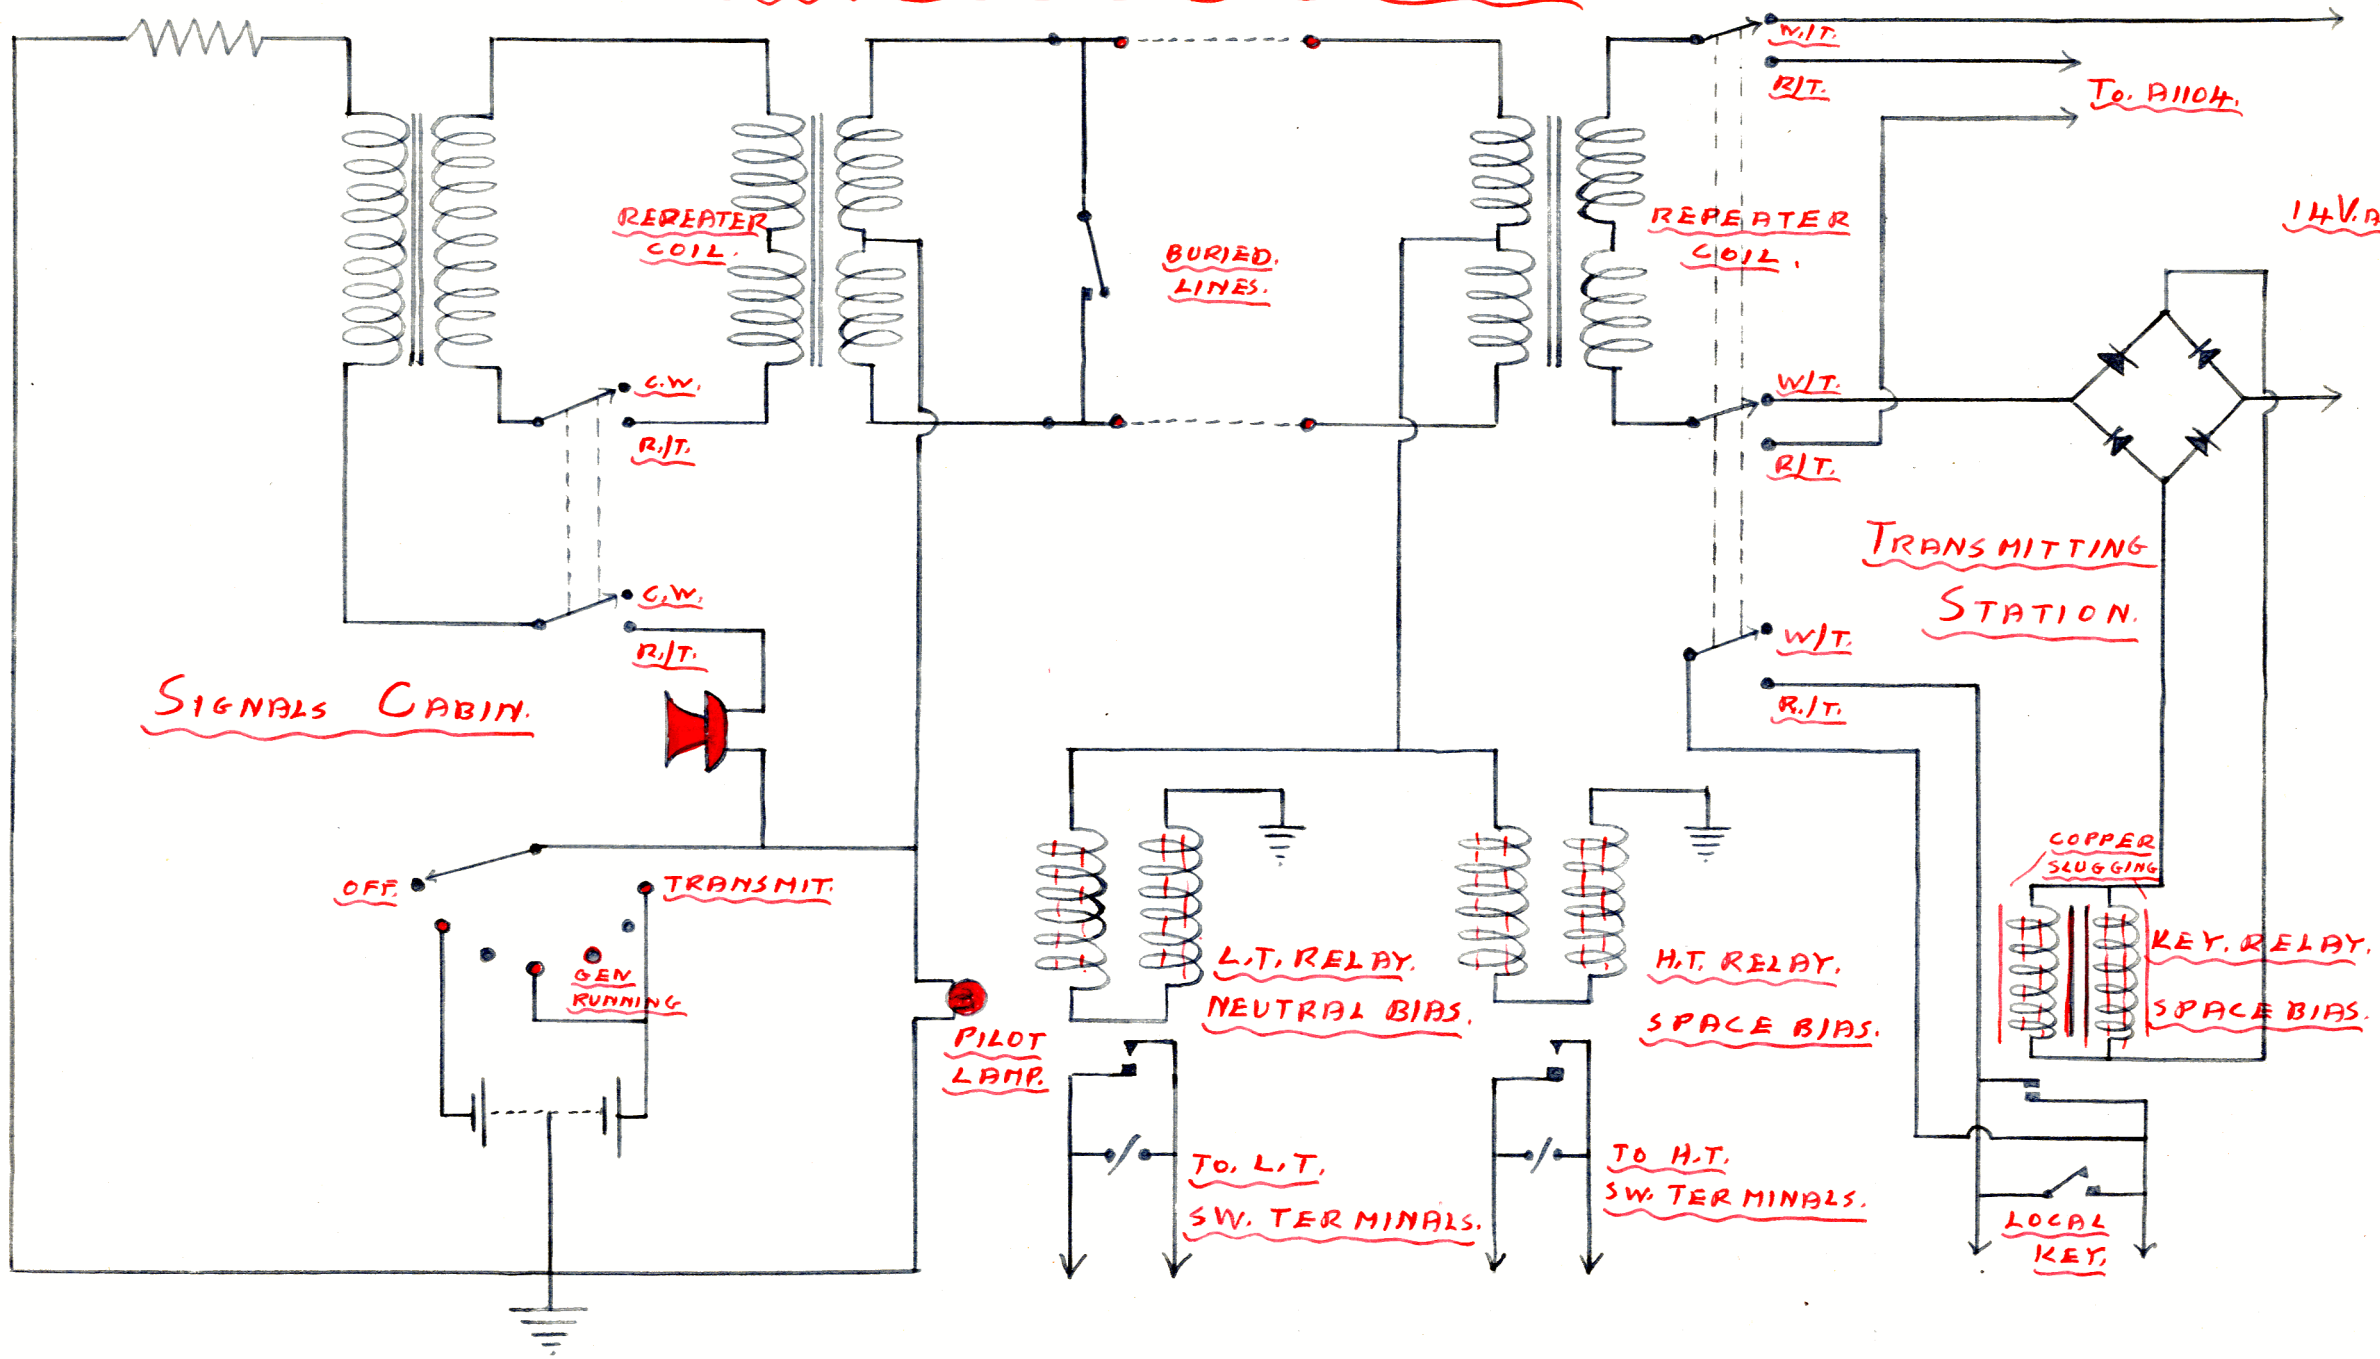 W/T.
R/T.
To. A1104.
14V.A
REPEATER
COIL.
BURIED.
LINES.
REPEATER
COIL.
C.W.
R./T.
W/T.
R/T.
TRANSMITTING
STATION.
C.W.
R./T.
W/T.
R./T.
SIGNALS CABIN.
OFF.
TRANSMIT.
GEN
RUNNING
PILOT
LAMP.
L.T. RELAY.
NEUTRAL BIAS.
H.T. RELAY.
SPACE BIAS.
COPPER
SLUGGING
KEY. RELAY.
SPACE BIAS.
TO. L.T.
SW. TERMINALS.
TO H.T.
SW. TERMINALS.
LOCAL
KEY.